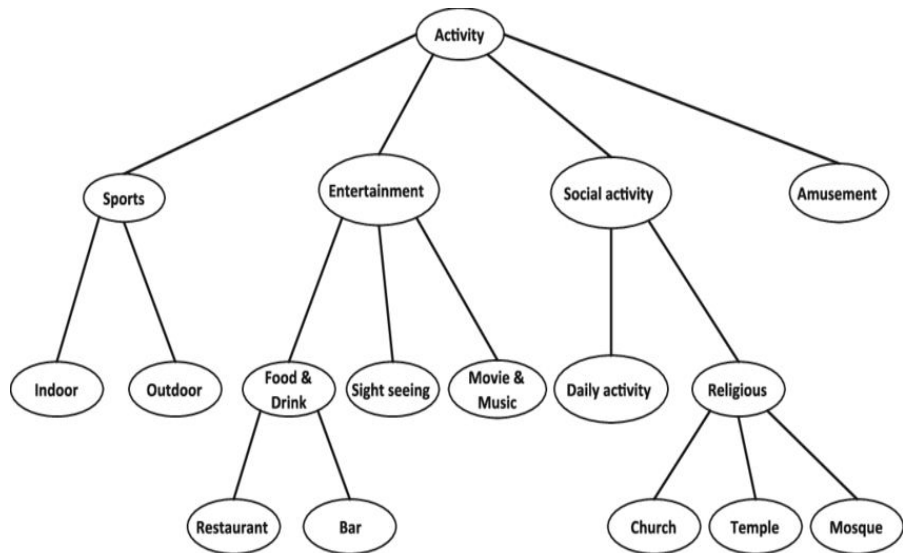 Activity
Sports
Entertainment
Social activity
Amusement
Indoor
Outdoor
Food &
Drink
Sight seeing
Movie &
Music
Daily activity
Religious
Restaurant
Bar
Church
Temple
Mosque